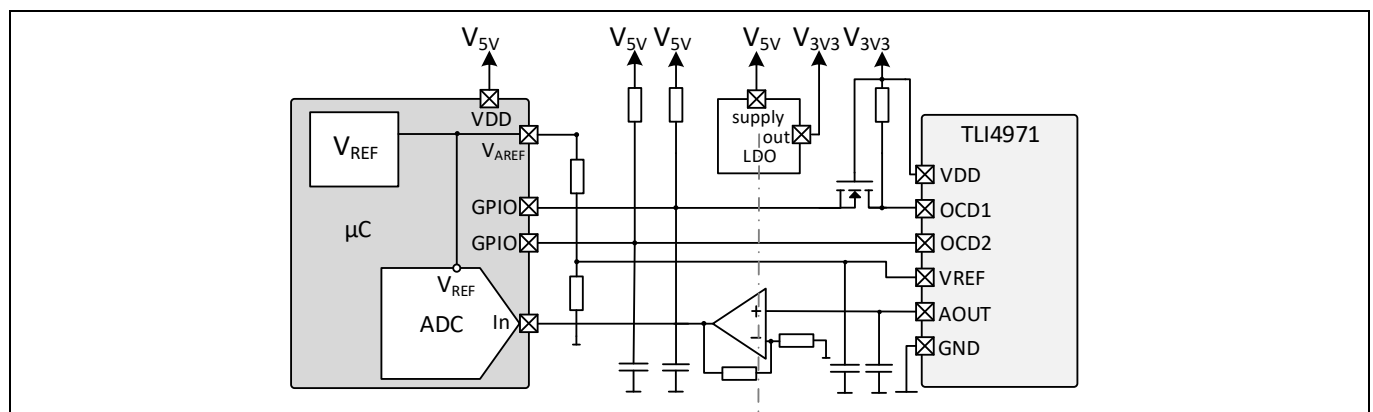 V5V V5V V5V V5V V3V3 V3V3
VDD
VREF
VAREF
supply
out
LDO
TLI4971
VDD
GPIO
OCD1
µC
GPIO
OCD2
VREF
VREF
ADC
In
+
−
AOUT
GND